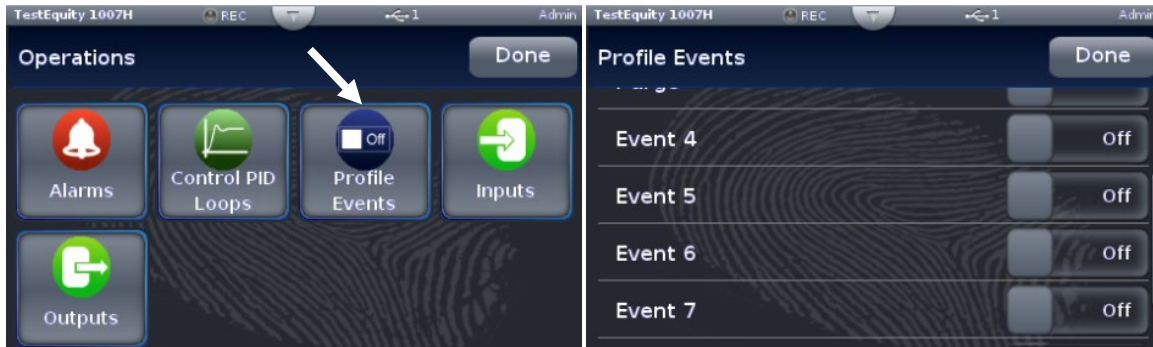 TestEquity 1007H REC 1 Admin
Operations Done
Alarms
Control PID
Loops
Off
Profile
Events
Inputs
Outputs
TestEquity 1007H REC 1 Admin
Profile Events Done
Event 4 Off
Event 5 Off
Event 6 Off
Event 7 Off